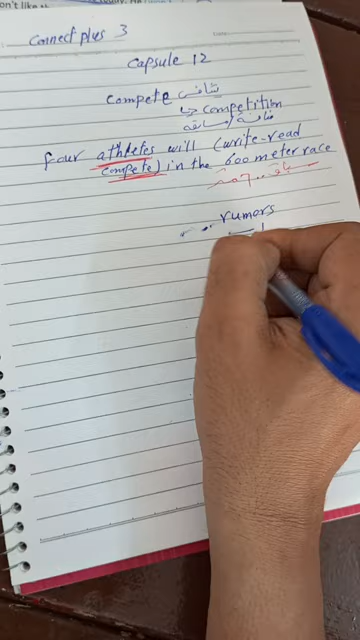 Connect plus 3
Capsule 12
Compete
competition
منافسة / مسابقة
four athletes will (write-read
compete) in the 600 meter race
rumors